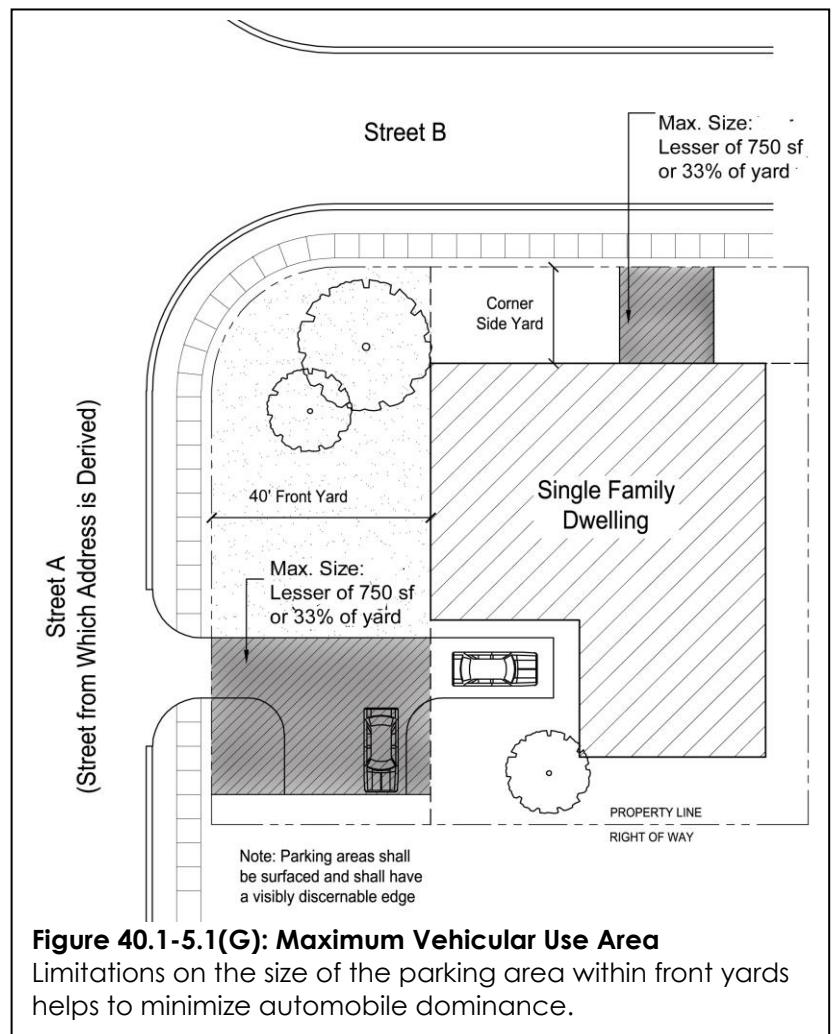 Street B
Max. Size:
Lesser of 750 sf
or 33% of yard
Corner
Side Yard
40' Front Yard
Single Family
Dwelling
Street A
(Street from Which Address is Derived)
Max. Size:
Lesser of 750 sf
or 33% of yard
PROPERTY LINE
RIGHT OF WAY
Note: Parking areas shall
be surfaced and shall have
a visibly discernable edge
Figure 40.1-5.1(G): Maximum Vehicular Use Area
Limitations on the size of the parking area within front yards
helps to minimize automobile dominance.